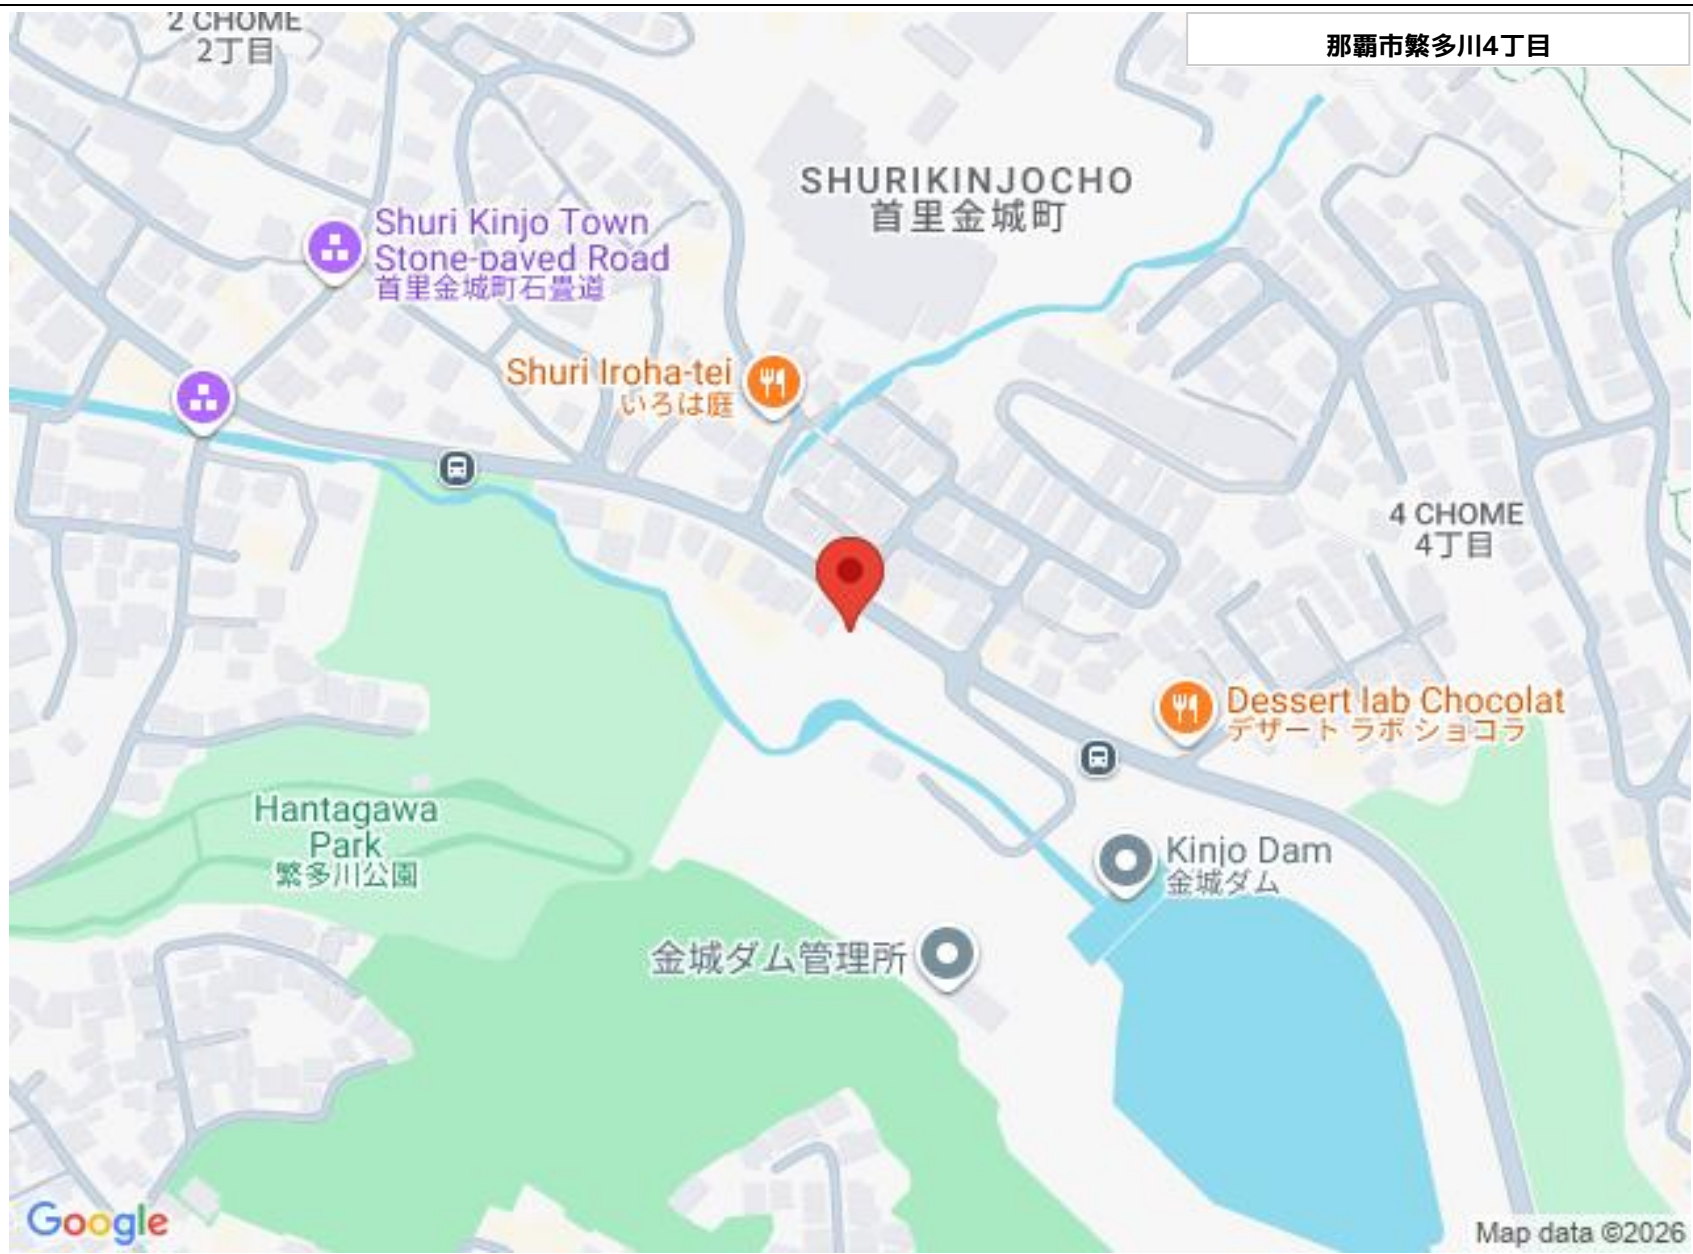 2 CHOME
2丁目
那覇市繁多川4丁目
SHURIKINJOCHO
首里金城町
Shuri Kinjo Town
Stone-paved Road
首里金城町石畳道
Shuri Iroha-tei
いろは庭
4 CHOME
4丁目
Dessert lab Chocolat
デザート ラボ ショコラ
Hantagawa
Park
繁多川公園
Kinjo Dam
金城ダム
金城ダム管理所
Google
Map data ©2026